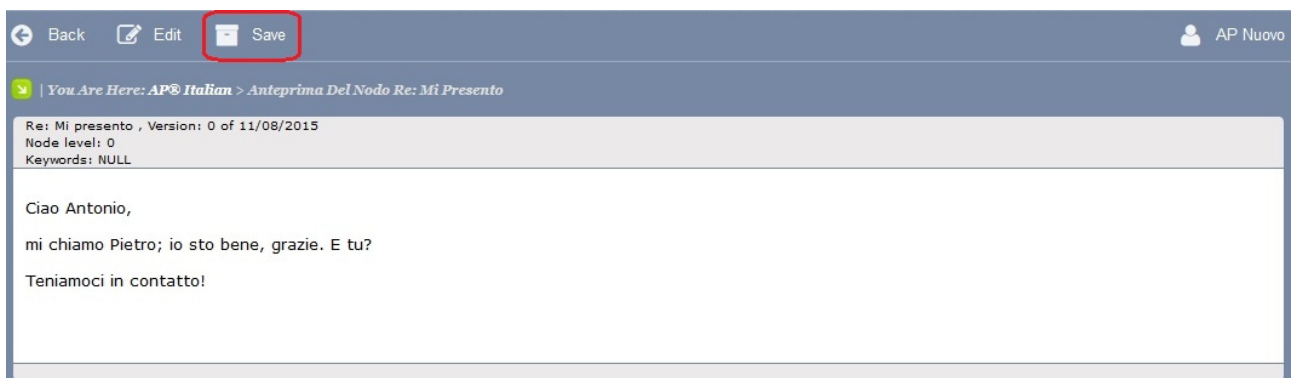 Back Edit Save AP Nuovo
| You Are Here: AP® Italian > Anteprima Del Nodo Re: Mi Presento
Re: Mi presento , Version: 0 of 11/08/2015
Node level: 0
Keywords: NULL
Ciao Antonio,
mi chiamo Pietro; io sto bene, grazie. E tu?
Teniamoci in contatto!